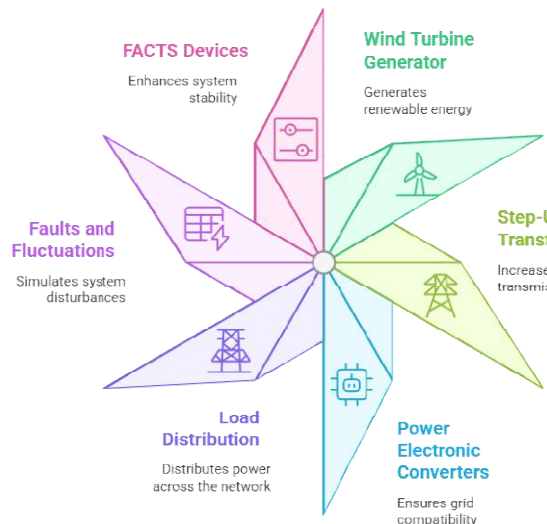 FACTS Devices
Enhances system
stability
Wind Turbine
Generator
Generates
renewable energy
Faults and
Fluctuations
Simulates system
disturbances
Load
Distribution
Distributes power
across the network
Power
Electronic
Converters
Ensures grid
compatibility